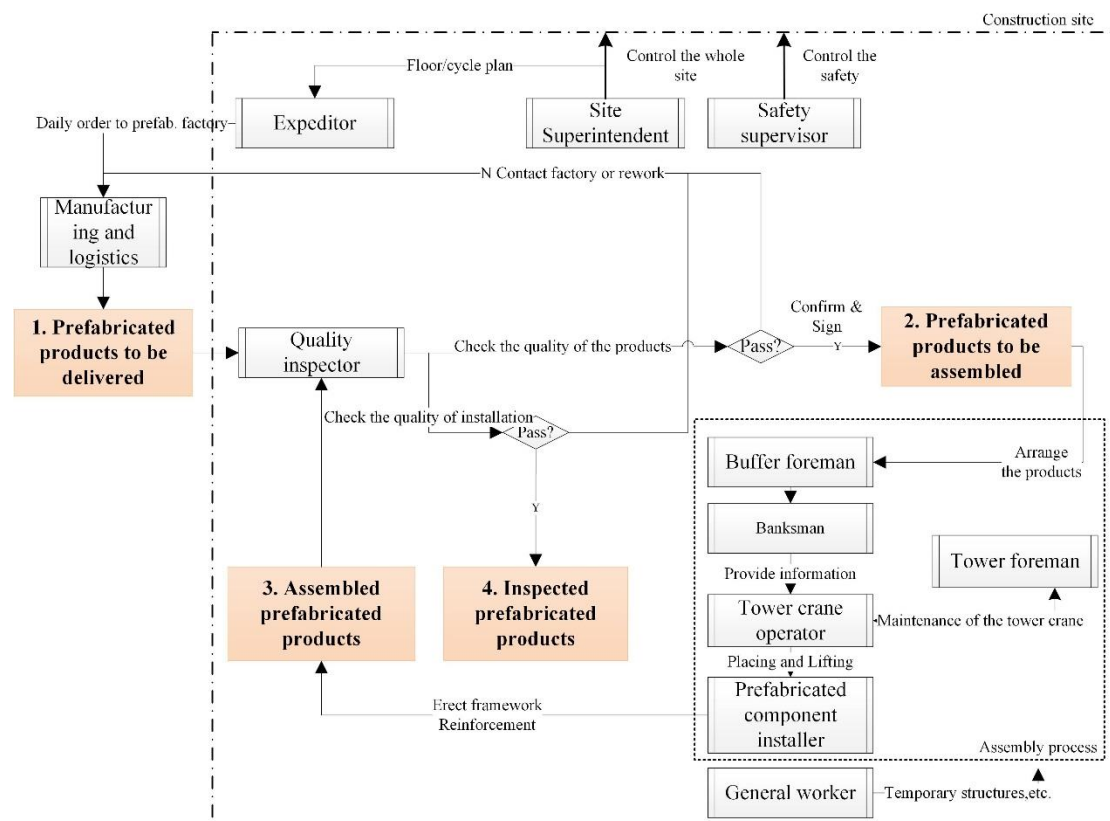 Construction site
Floor/cycle plan
Control the whole
site
Control the
safety
Expeditor
Site
Superintendent
Safety
supervisor
Daily order to prefab. factory
N Contact factory or rework
Manufactur
ing and
logistics
1. Prefabricated
products to be
delivered
Quality
inspector
Check the quality of the products
Pass?
Confirm &
Sign
Y
2. Prefabricated
products to be
assembled
Check the quality of installation
Pass?
Y
Arrange
the products
Buffer foreman
Banksman
Provide information
Tower foreman
3. Assembled
prefabricated
products
4. Inspected
prefabricated
products
Tower crane
operator
Maintenance of the tower crane
Placing and Lifting
Prefabricated
component
installer
Erect framework
Reinforcement
Assembly process
General worker
Temporary structures,etc.